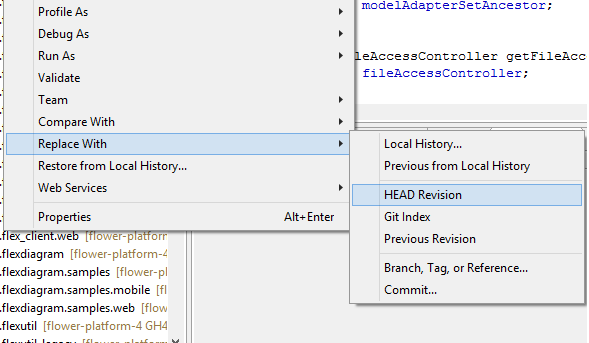 Profile As
modelAdapterSetAncestor;
Debug As
Run As
leAccessController getFileAcc
Validate
fileAccessController;
Team
Compare With
Replace With
Local History...
Restore from Local History...
Previous from Local History
Web Services
HEAD Revision
Properties Alt+Enter
Git Index
.flex_client.web [flower-platform-
Previous Revision
.flexdiagram [flower-platform-4
.flexdiagram.samples [flower-p
Branch, Tag, or Reference...
.flexdiagram.samples.mobile [fl
Commit...
.flexdiagram.samples.web [flow
.flexutil [flower-platform-4 GH4